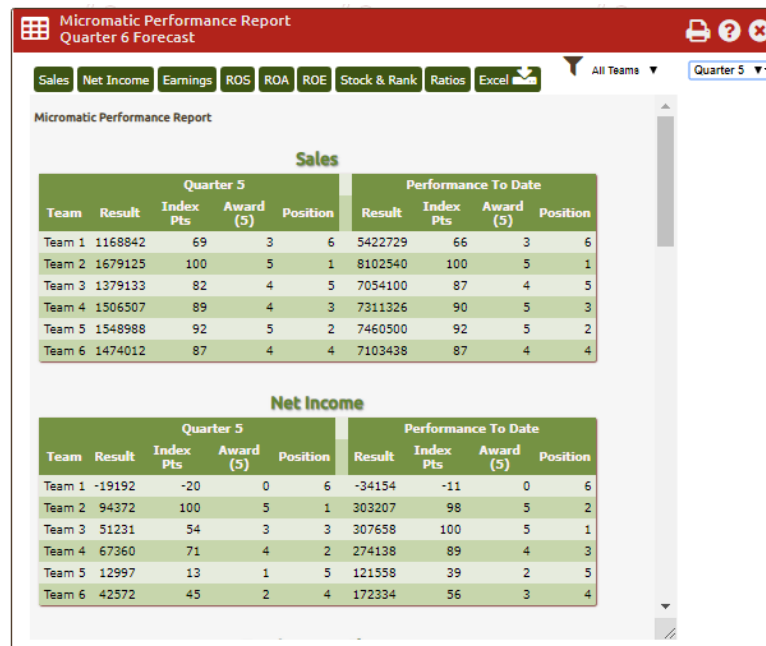 Micromatic Performance Report
Quarter 6 Forecast
Sales Net Income Earnings ROS ROA ROE Stock & Rank Ratios Excel All Teams ▼ Quarter 5
Micromatic Performance Report
Sales
Quarter 5 Performance To Date
Team Result Index Pts Award (5) Position Result Index Pts Award (5) Position
Team 1 1168842 69 3 6 5422729 66 3 6
Team 2 1679125 100 5 1 8102540 100 5 1
Team 3 1379133 82 4 5 7054100 87 4 5
Team 4 1506507 89 4 3 7311326 90 5 3
Team 5 1548988 92 5 2 7460500 92 5 2
Team 6 1474012 87 4 4 7103438 87 4 4
Net Income
Quarter 5 Performance To Date
Team Result Index Pts Award (5) Position Result Index Pts Award (5) Position
Team 1 -19192 -20 0 6 -34154 -11 0 6
Team 2 94372 100 5 1 303207 98 5 2
Team 3 51231 54 3 3 307658 100 5 1
Team 4 67360 71 4 2 274138 89 4 3
Team 5 12997 13 1 5 121558 39 2 5
Team 6 42572 45 2 4 172334 56 3 4